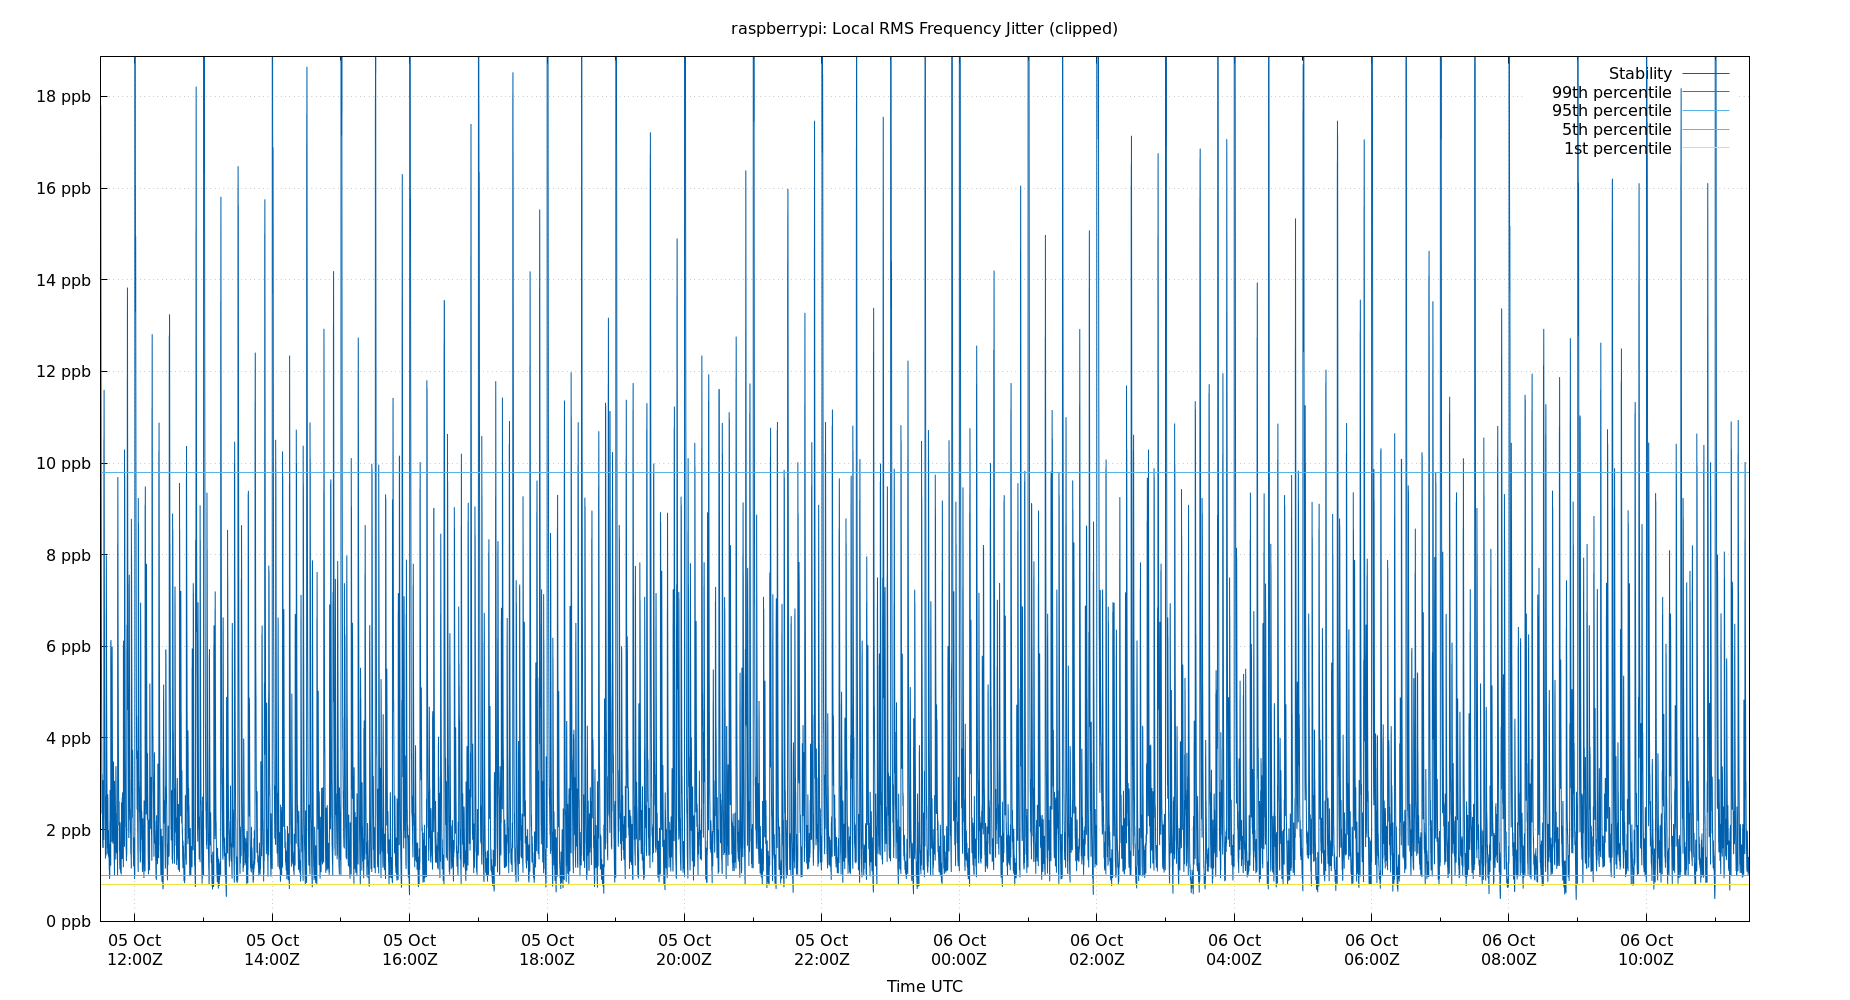 raspberrypi: Local RMS Frequency Jitter (clipped)
Stability
99th percentile
95th percentile
5th percentile
1st percentile
18 ppb
16 ppb
14 ppb
12 ppb
10 ppb
8 ppb
6 ppb
4 ppb
2 ppb
0 ppb
05 Oct 05 Oct 05 Oct 05 Oct 05 Oct 05 Oct 06 Oct 06 Oct 06 Oct 06 Oct 06 Oct 06 Oct
12:00Z 14:00Z 16:00Z 18:00Z 20:00Z 22:00Z 00:00Z 02:00Z 04:00Z 06:00Z 08:00Z 10:00Z
Time UTC